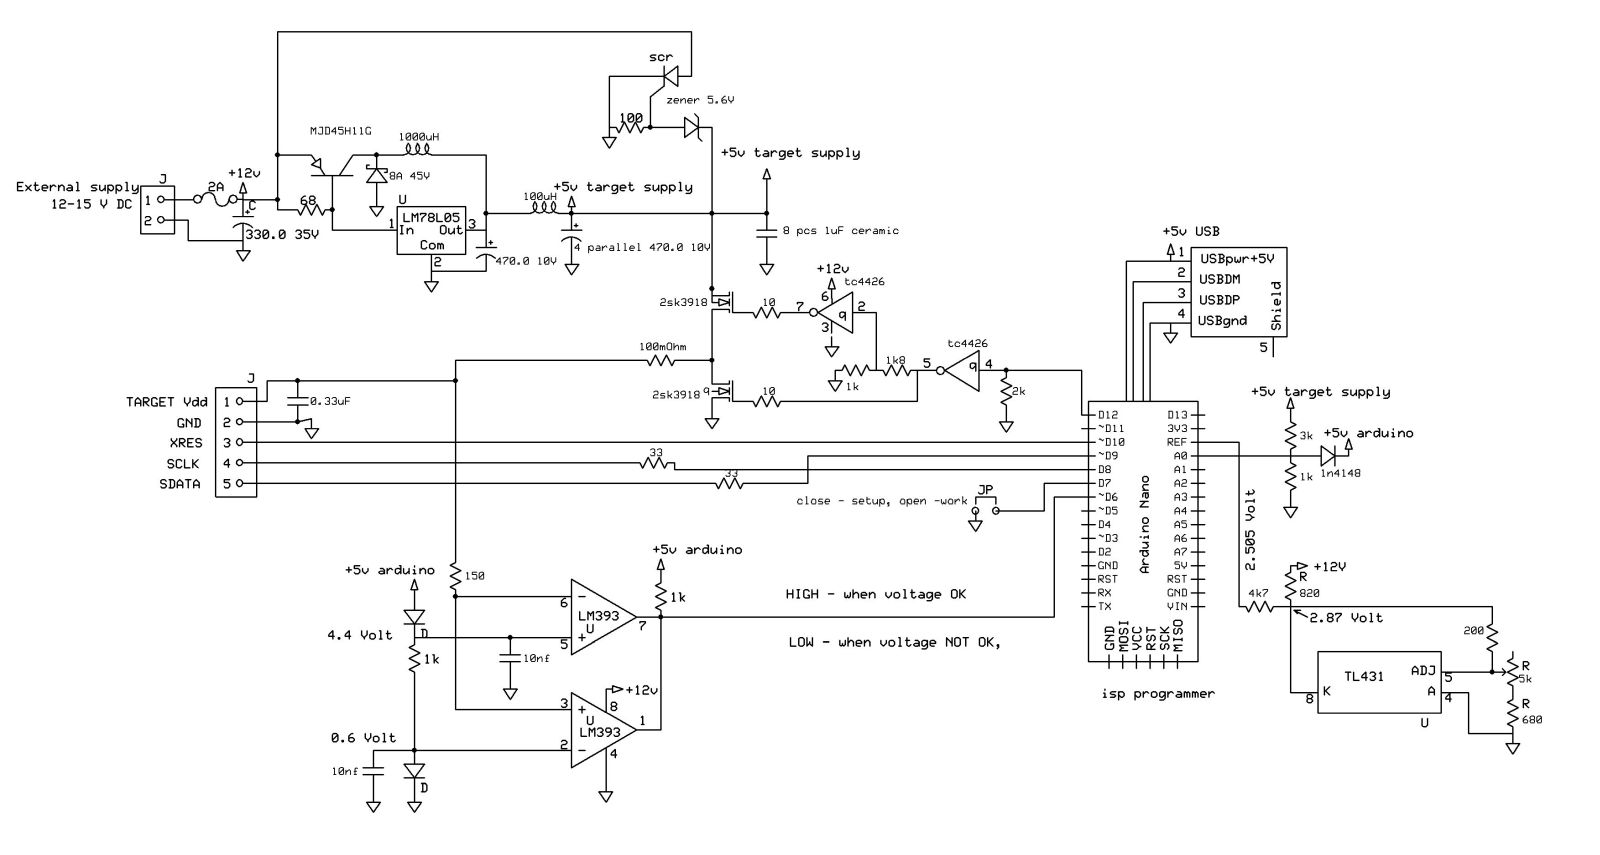 scr
zener 5.6V
100
MJD45H11G
1000uH
+5v target supply
External supply
12-15 V DC
J
1
2
2A
+12v
C
+
330.0 35V
68
8A 45V
U
LM78L05
1
In
Out
3
Com
2
100uH
+5v target supply
+
470.0 10V
+
4 parallel 470.0 10V
8 pcs 1uF ceramic
+12v
tc4426
2sk3918
10
7
6
3
q
2
100mOhm
tc4426
1k
1k8
5
q
4
2k
2sk3918
q
10
+5v USB
1
USBpwr+5V
2
USBDM
3
USBDP
4
USBgnd
Shield
5
J
TARGET Vdd
1
GND
2
XRES
3
SCLK
4
SDATA
5
0.33uF
33
33
close - setup, open -work
JP
D12
~D11
~D10
~D9
D8
D7
~D6
~D5
D4
~D3
D2
GND
RST
RX
TX
D13
3V3
REF
A0
A1
A2
A3
A4
A5
A6
A7
5V
RST
GND
VIN
Arduino Nano
GND
MOSI
VCC
RST
SCK
MISO
isp programmer
+5v target supply
3k
+5v arduino
1k
1n4148
2.505 Volt
+12V
R
820
4k7
2.87 Volt
200
TL431
ADJ
5
K
8
A
4
U
R
5k
R
680
+5v arduino
150
+5v arduino
1k
D
4.4 Volt
1k
10nf
6
-
LM393
U
5
+
7
HIGH - when voltage OK
LOW - when voltage NOT OK,
+12v
8
3
+
U
LM393
1
2
-
4
0.6 Volt
10nf
D